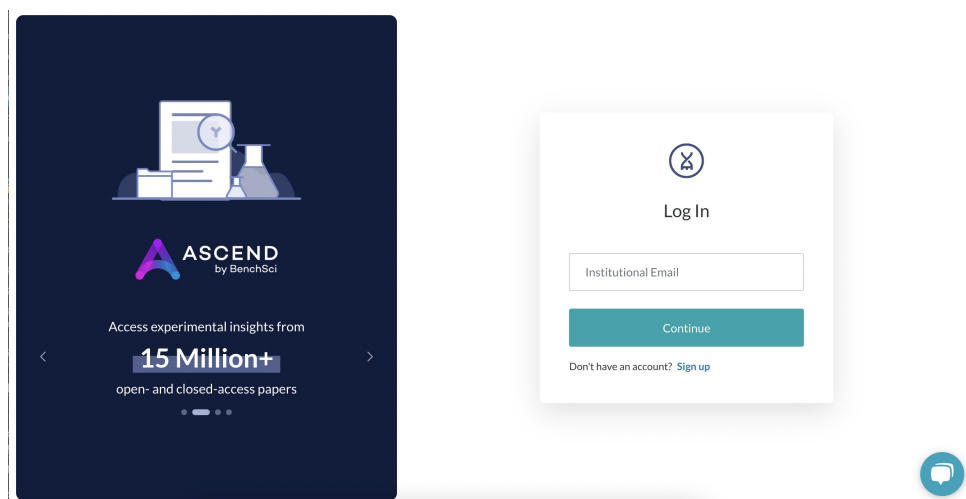 ASCEND
by BenchSci
Access experimental insights from
15 Million+
open- and closed-access papers
Log In
Institutional Email
Continue
Don't have an account? Sign up